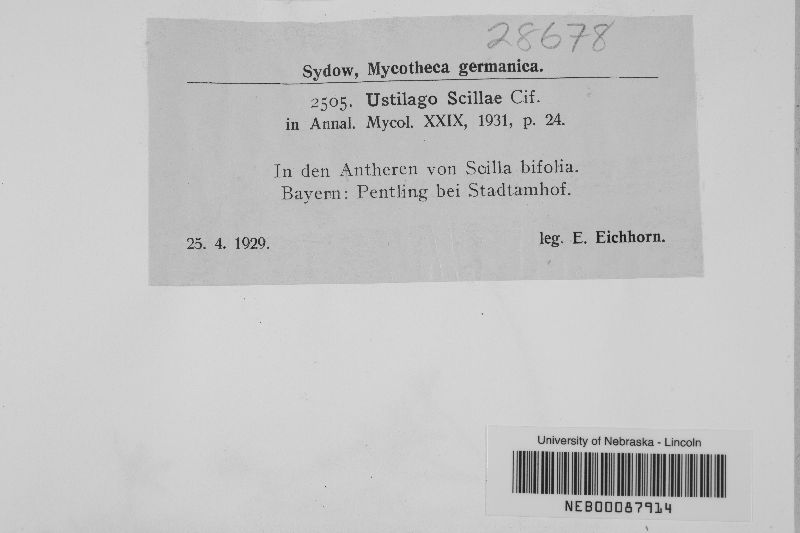 28678
Sydow, Mycotheca germanica.
2505. Ustilago Scillae Cif.
in Annal. Mycol. XXIX, 1931, p. 24.
In den Antheren von Scilla bifolia.
Bayern: Pentling bei Stadtamhof.
25. 4. 1929.
leg. E. Eichhorn.
University of Nebraska - Lincoln
NEB00087914